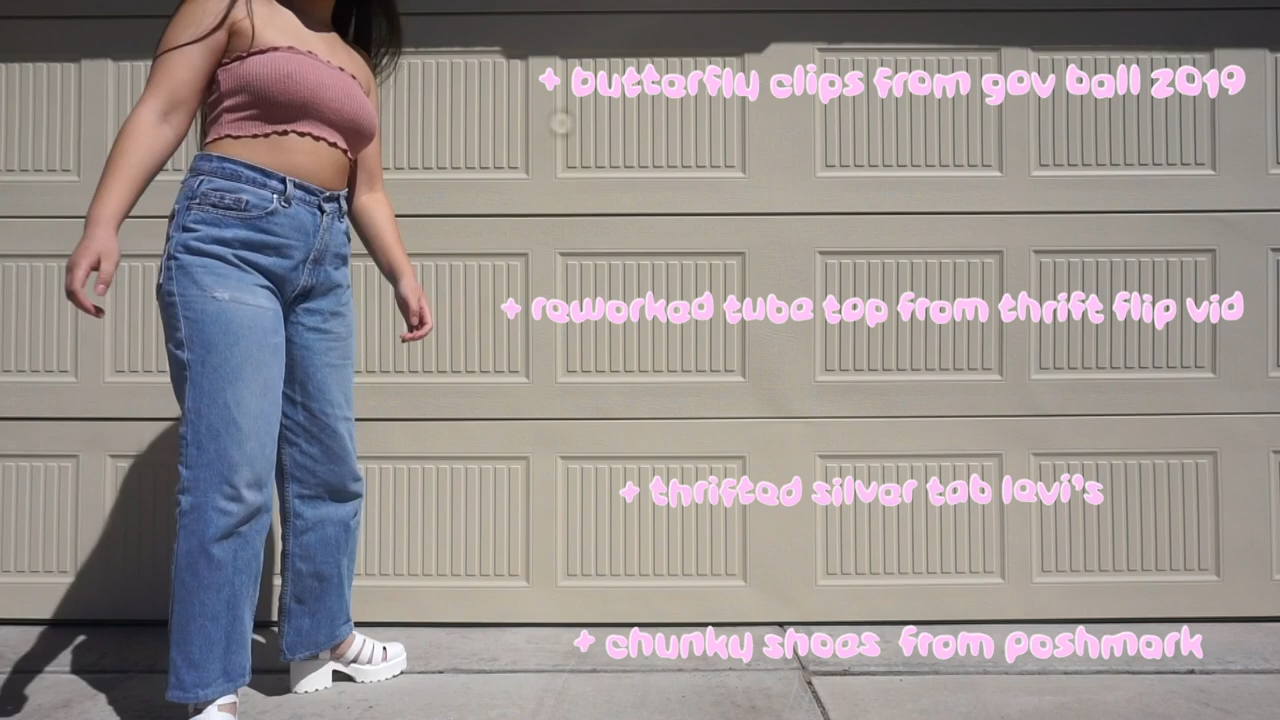 + butterfly clips from gov ball 2019
+ reworked tube top from thrift flip vid
+ thrifted silver tab levi's
+ chunky shoes from poshmark